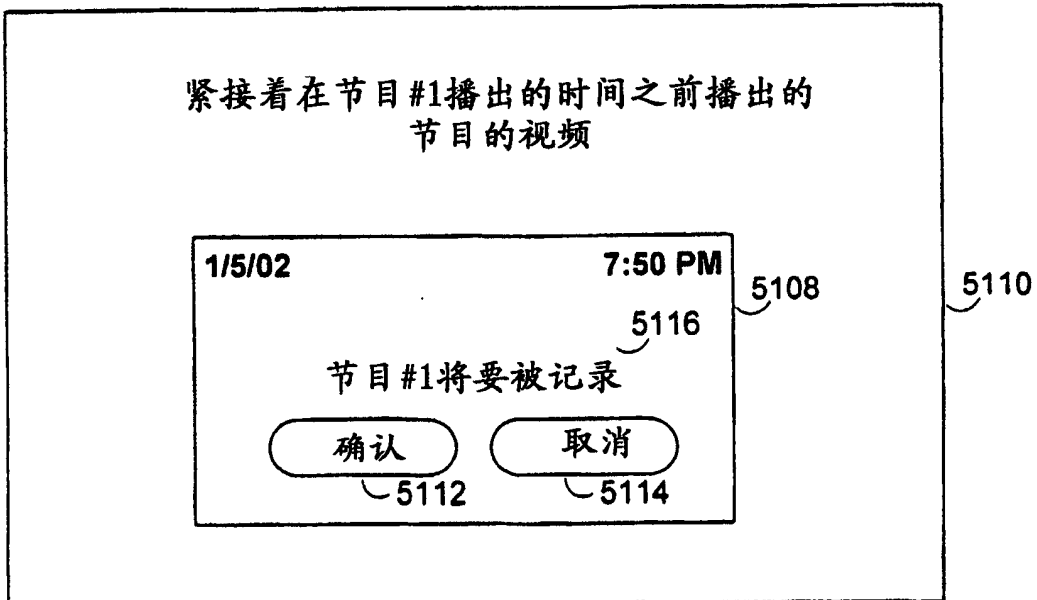 紧接着在节目#1播出的时间之前播出的
节目的视频
1/5/02 7:50 PM
5108
5110
5116
节目#1将要被记录
确认 取消
5112 5114